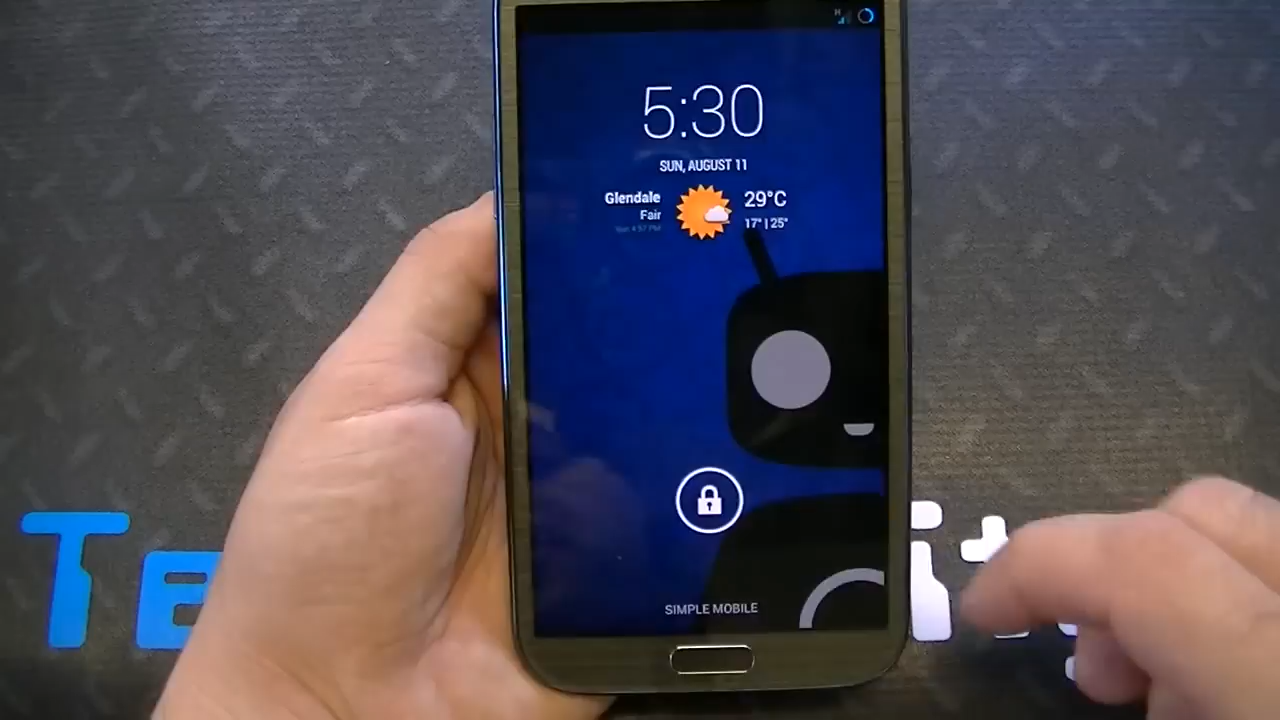 H
5:30
SUN, AUGUST 11
Glendale
Fair
29°C
17° | 25°
SIMPLE MOBILE